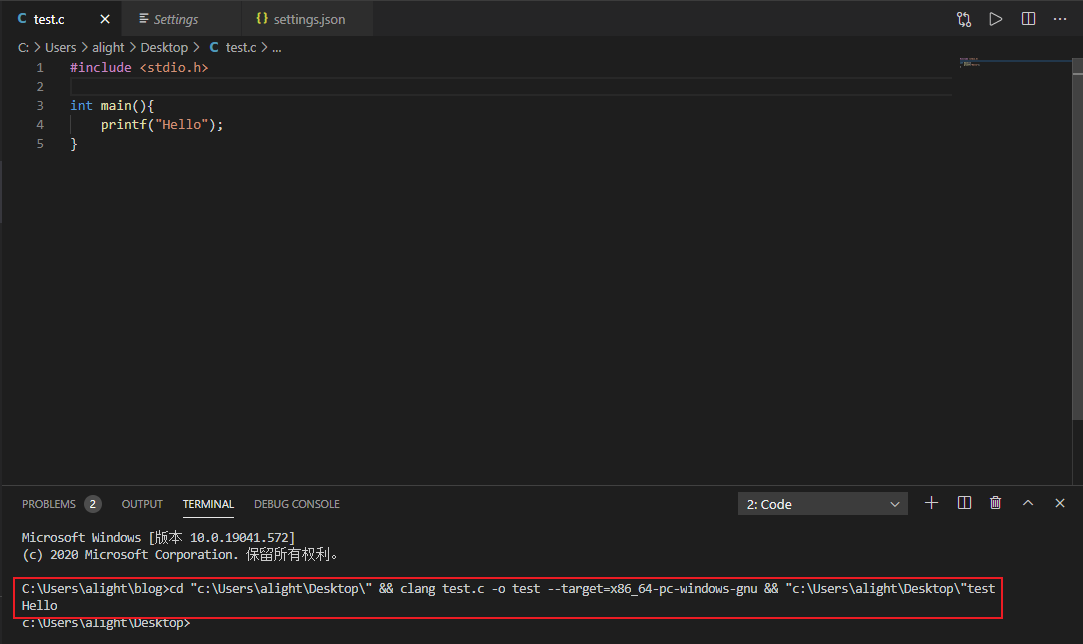 C test.c × Settings {} settings.json ···
C: > Users > alight > Desktop > C test.c > ...
1 #include <stdio.h>
2
3 int main(){
4 printf("Hello");
5 }
PROBLEMS 2 OUTPUT TERMINAL DEBUG CONSOLE 2: Code
Microsoft Windows [版本 10.0.19041.572]
(c) 2020 Microsoft Corporation. 保留所有权利。
C:\Users\alight\blog>cd "c:\Users\alight\Desktop\" && clang test.c -o test --target=x86_64-pc-windows-gnu && "c:\Users\alight\Desktop\"test
Hello
c:\Users\alight\Desktop>